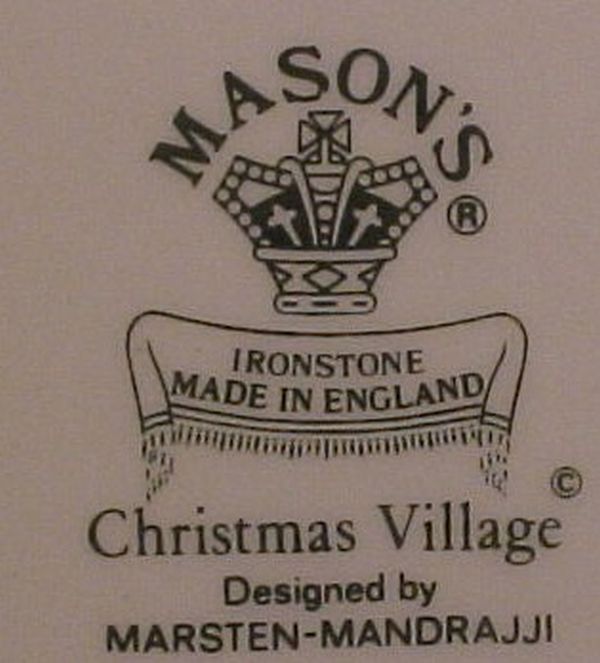 MASON'S
®
IRONSTONE
MADE IN ENGLAND
©
Christmas Village
Designed by
MARSTEN-MANDRAJJI